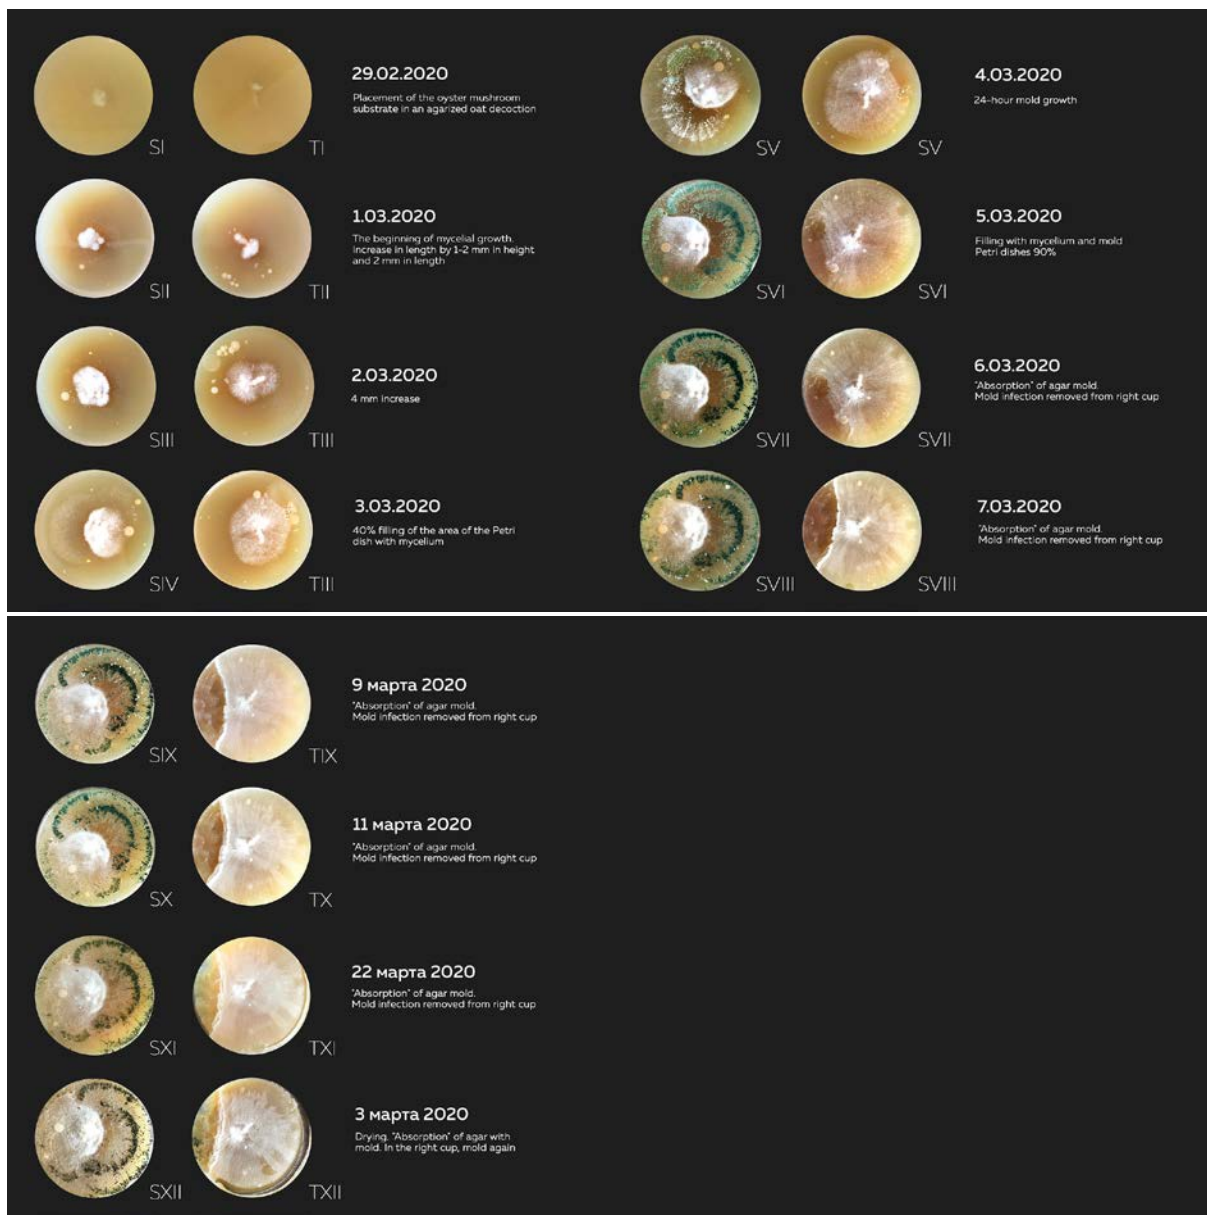 SI
TI
29.02.2020
Placement of the oyster mushroom
substrate in an agarized oat decoction
SII
TII
1.03.2020
The beginning of mycelial growth.
Increase in length by 1-2 mm in height
and 2 mm in length
SIII
TIII
2.03.2020
4 mm increase
SIV
TIII
3.03.2020
40% filling of the area of the Petri
dish with mycelium
SV
SV
4.03.2020
24-hour mold growth
SVI
SVI
5.03.2020
Filling with mycelium and mold
Petri dishes 90%
SVII
SVII
6.03.2020
"Absorption" of agar mold.
Mold infection removed from right cup
SVIII
SVIII
7.03.2020
"Absorption" of agar mold.
Mold infection removed from right cup
SIX
TIX
9 марта 2020
"Absorption" of agar mold.
Mold infection removed from right cup
SX
TX
11 марта 2020
"Absorption" of agar mold.
Mold infection removed from right cup
SXI
TXI
22 марта 2020
"Absorption" of agar mold.
Mold infection removed from right cup
SXII
TXII
3 марта 2020
Drying. "Absorption" of agar with
mold. In the right cup, mold again